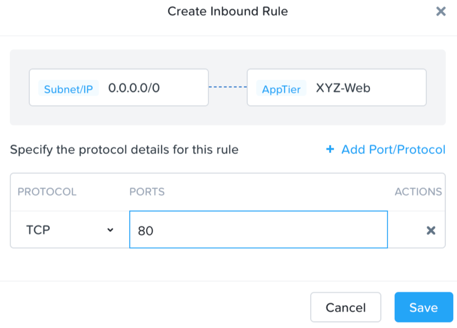 Create Inbound Rule
Subnet/IP 0.0.0.0/0 AppTier XYZ-Web
Specify the protocol details for this rule + Add Port/Protocol
PROTOCOL PORTS ACTIONS
TCP 80
Cancel Save